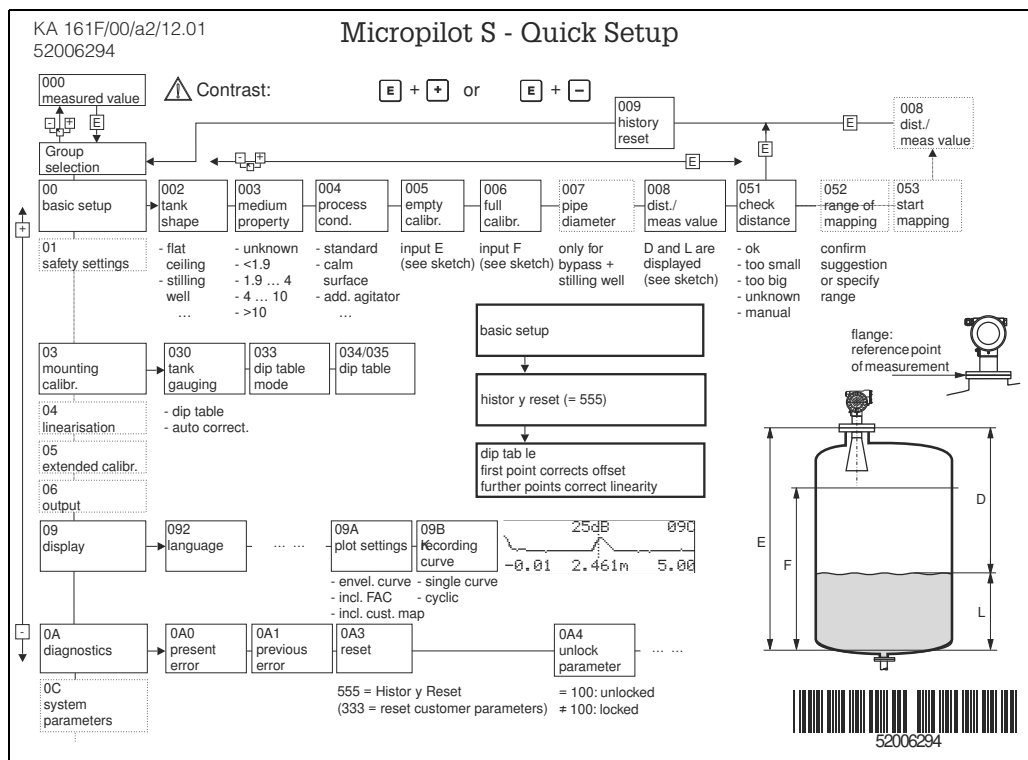 KA 161F/00/a2/12.01
52006294
Micropilot S - Quick Setup
000
measured value
Contrast:
E + + or E + −
009
history
reset
008
dist./
meas value
- +
E
Group
selection
- +
E
E
E
00
basic setup
002
tank
shape
003
medium
property
004
process
cond.
005
empty
calibr.
006
full
calibr.
007
pipe
diameter
008
dist./
meas value
051
check
distance
052
range of
mapping
053
start
mapping
+
01
safety settings
- flat
ceiling
- stilling
well
...
- unknown
- <1.9
- 1.9 ... 4
- 4 ... 10
- >10
- standard
- calm
surface
- add. agitator
...
input E
(see sketch)
input F
(see sketch)
only for
bypass +
stilling well
D and L are
displayed
(see sketch)
- ok
- too small
- too big
- unknown
- manual
confirm
suggestion
or specify
range
basic setup
histor y reset (= 555)
dip tab le
first point corrects offset
further points correct linearity
flange:
reference point
of measurement
03
mounting
calibr.
030
tank
gauging
033
dip table
mode
034/035
dip table
- dip table
- auto correct.
04
linearisation
05
extended calibr.
06
output
09
display
092
language
... ...
09A
plot settings
09B
recording
curve
25dB 09C
-0.01 2.461m 5.00
- envel. curve
- incl. FAC
- incl. cust. map
- single curve
- cyclic
E
F
D
L
-
0A
diagnostics
0A0
present
error
0A1
previous
error
0A3
reset
0A4
unlock
parameter
... ...
555 = Histor y Reset
(333 = reset customer parameters)
= 100: unlocked
≠ 100: locked
0C
system
parameters
52006294